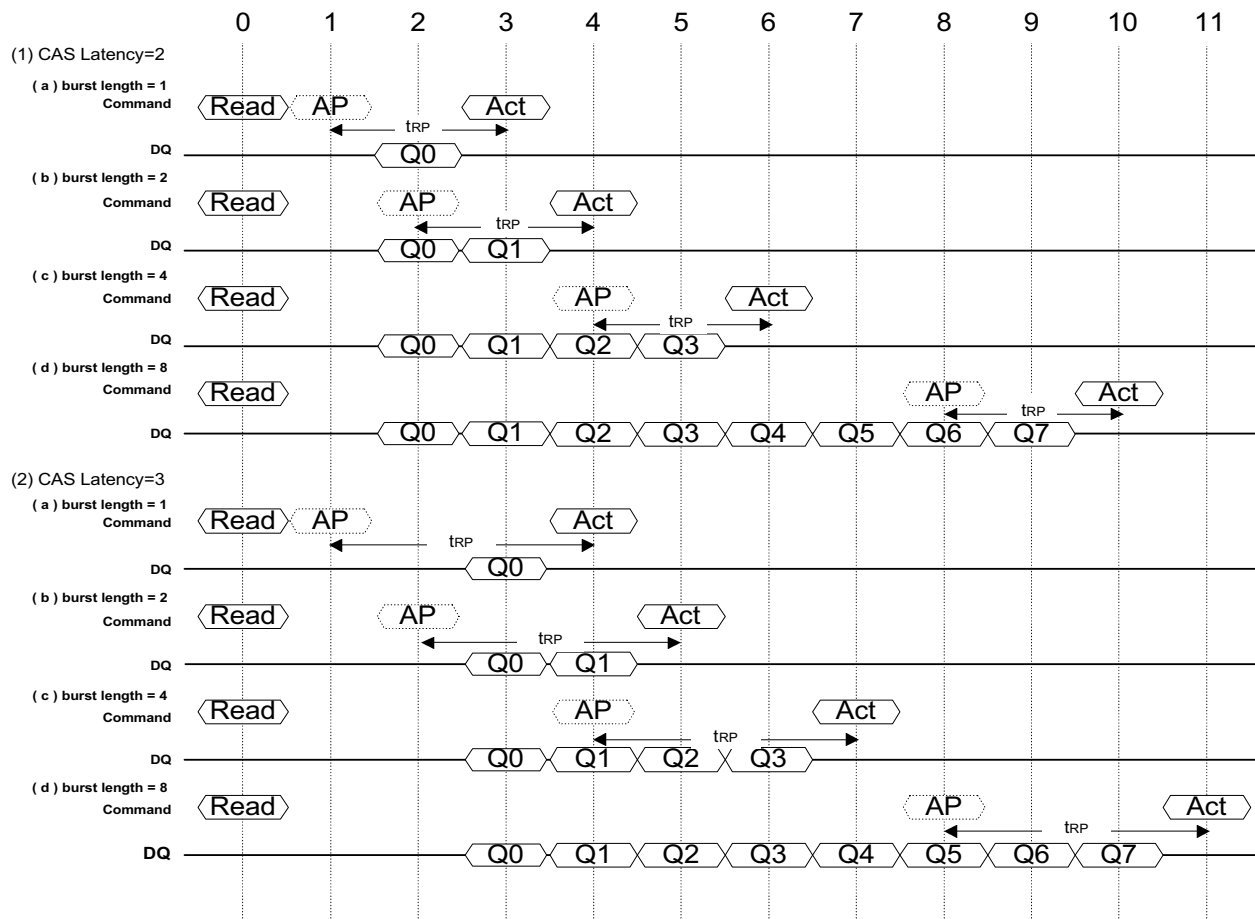 0 1 2 3 4 5 6 7 8 9 10 11
(1) CAS Latency=2
( a ) burst length = 1
Command Read AP Act
tRP
DQ Q0
( b ) burst length = 2
Command Read AP Act
tRP
DQ Q0 Q1
( c ) burst length = 4
Command Read AP Act
tRP
DQ Q0 Q1 Q2 Q3
( d ) burst length = 8
Command Read AP Act
tRP
DQ Q0 Q1 Q2 Q3 Q4 Q5 Q6 Q7
(2) CAS Latency=3
( a ) burst length = 1
Command Read AP Act
tRP
DQ Q0
( b ) burst length = 2
Command Read AP Act
tRP
DQ Q0 Q1
( c ) burst length = 4
Command Read AP Act
tRP
DQ Q0 Q1 Q2 Q3
( d ) burst length = 8
Command Read AP Act
tRP
DQ Q0 Q1 Q2 Q3 Q4 Q5 Q6 Q7